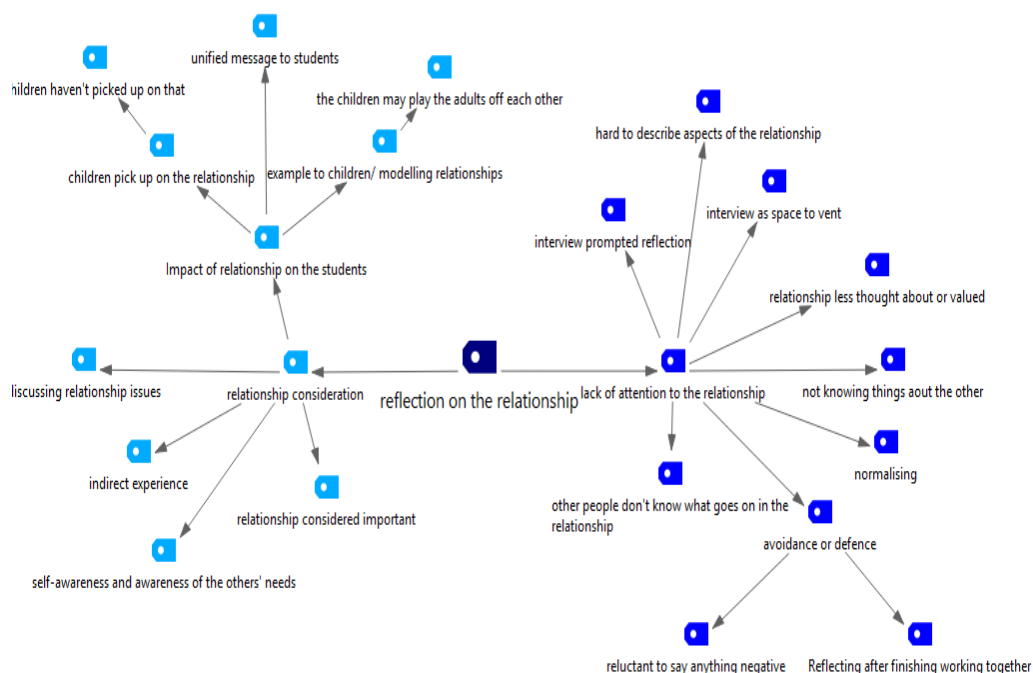 unified message to students
hildren haven't picked up on that
the children may play the adults off each other
hard to describe aspects of the relationship
children pick up on the relationship
example to children/ modelling relationships
interview as space to vent
interview prompted reflection
Impact of relationship on the students
relationship less thought about or valued
discussing relationship issues
relationship consideration
reflection on the relationship
lack of attention to the relationship
not knowing things aout the other
indirect experience
normalising
relationship considered important
other people don't know what goes on in the
relationship
avoidance or defence
self-awareness and awareness of the others' needs
reluctant to say anything negative
Reflecting after finishing working together